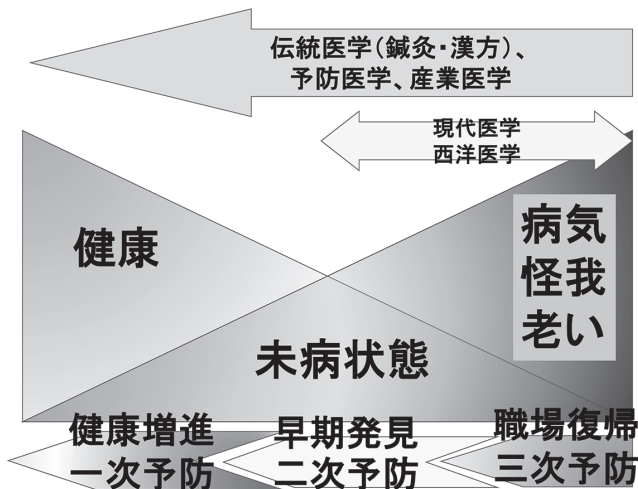 伝統医学(鍼灸・漢方)、
予防医学、産業医学
現代医学
西洋医学
健康
病気
怪我
老い
未病状態
健康増進
一次予防
早期発見
二次予防
職場復帰
三次予防